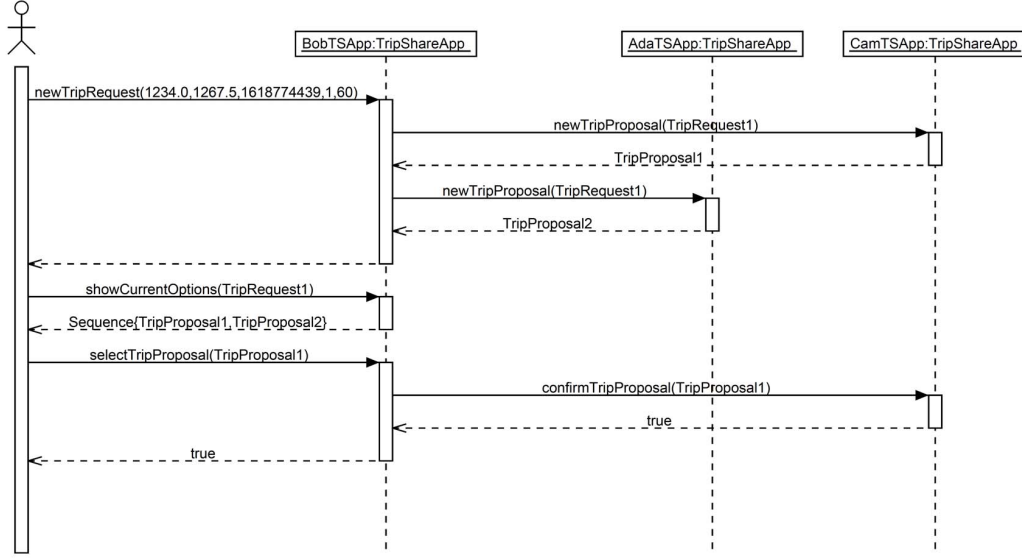 BobTSApp:TripShareApp
AdaTSApp:TripShareApp
CamTSApp:TripShareApp
newTripRequest(1234.0,1267.5,1618774439,1,60)
newTripProposal(TripRequest1)
TripProposal1
newTripProposal(TripRequest1)
TripProposal2
showCurrentOptions(TripRequest1)
Sequence{TripProposal1,TripProposal2}
selectTripProposal(TripProposal1)
confirmTripProposal(TripProposal1)
true
true